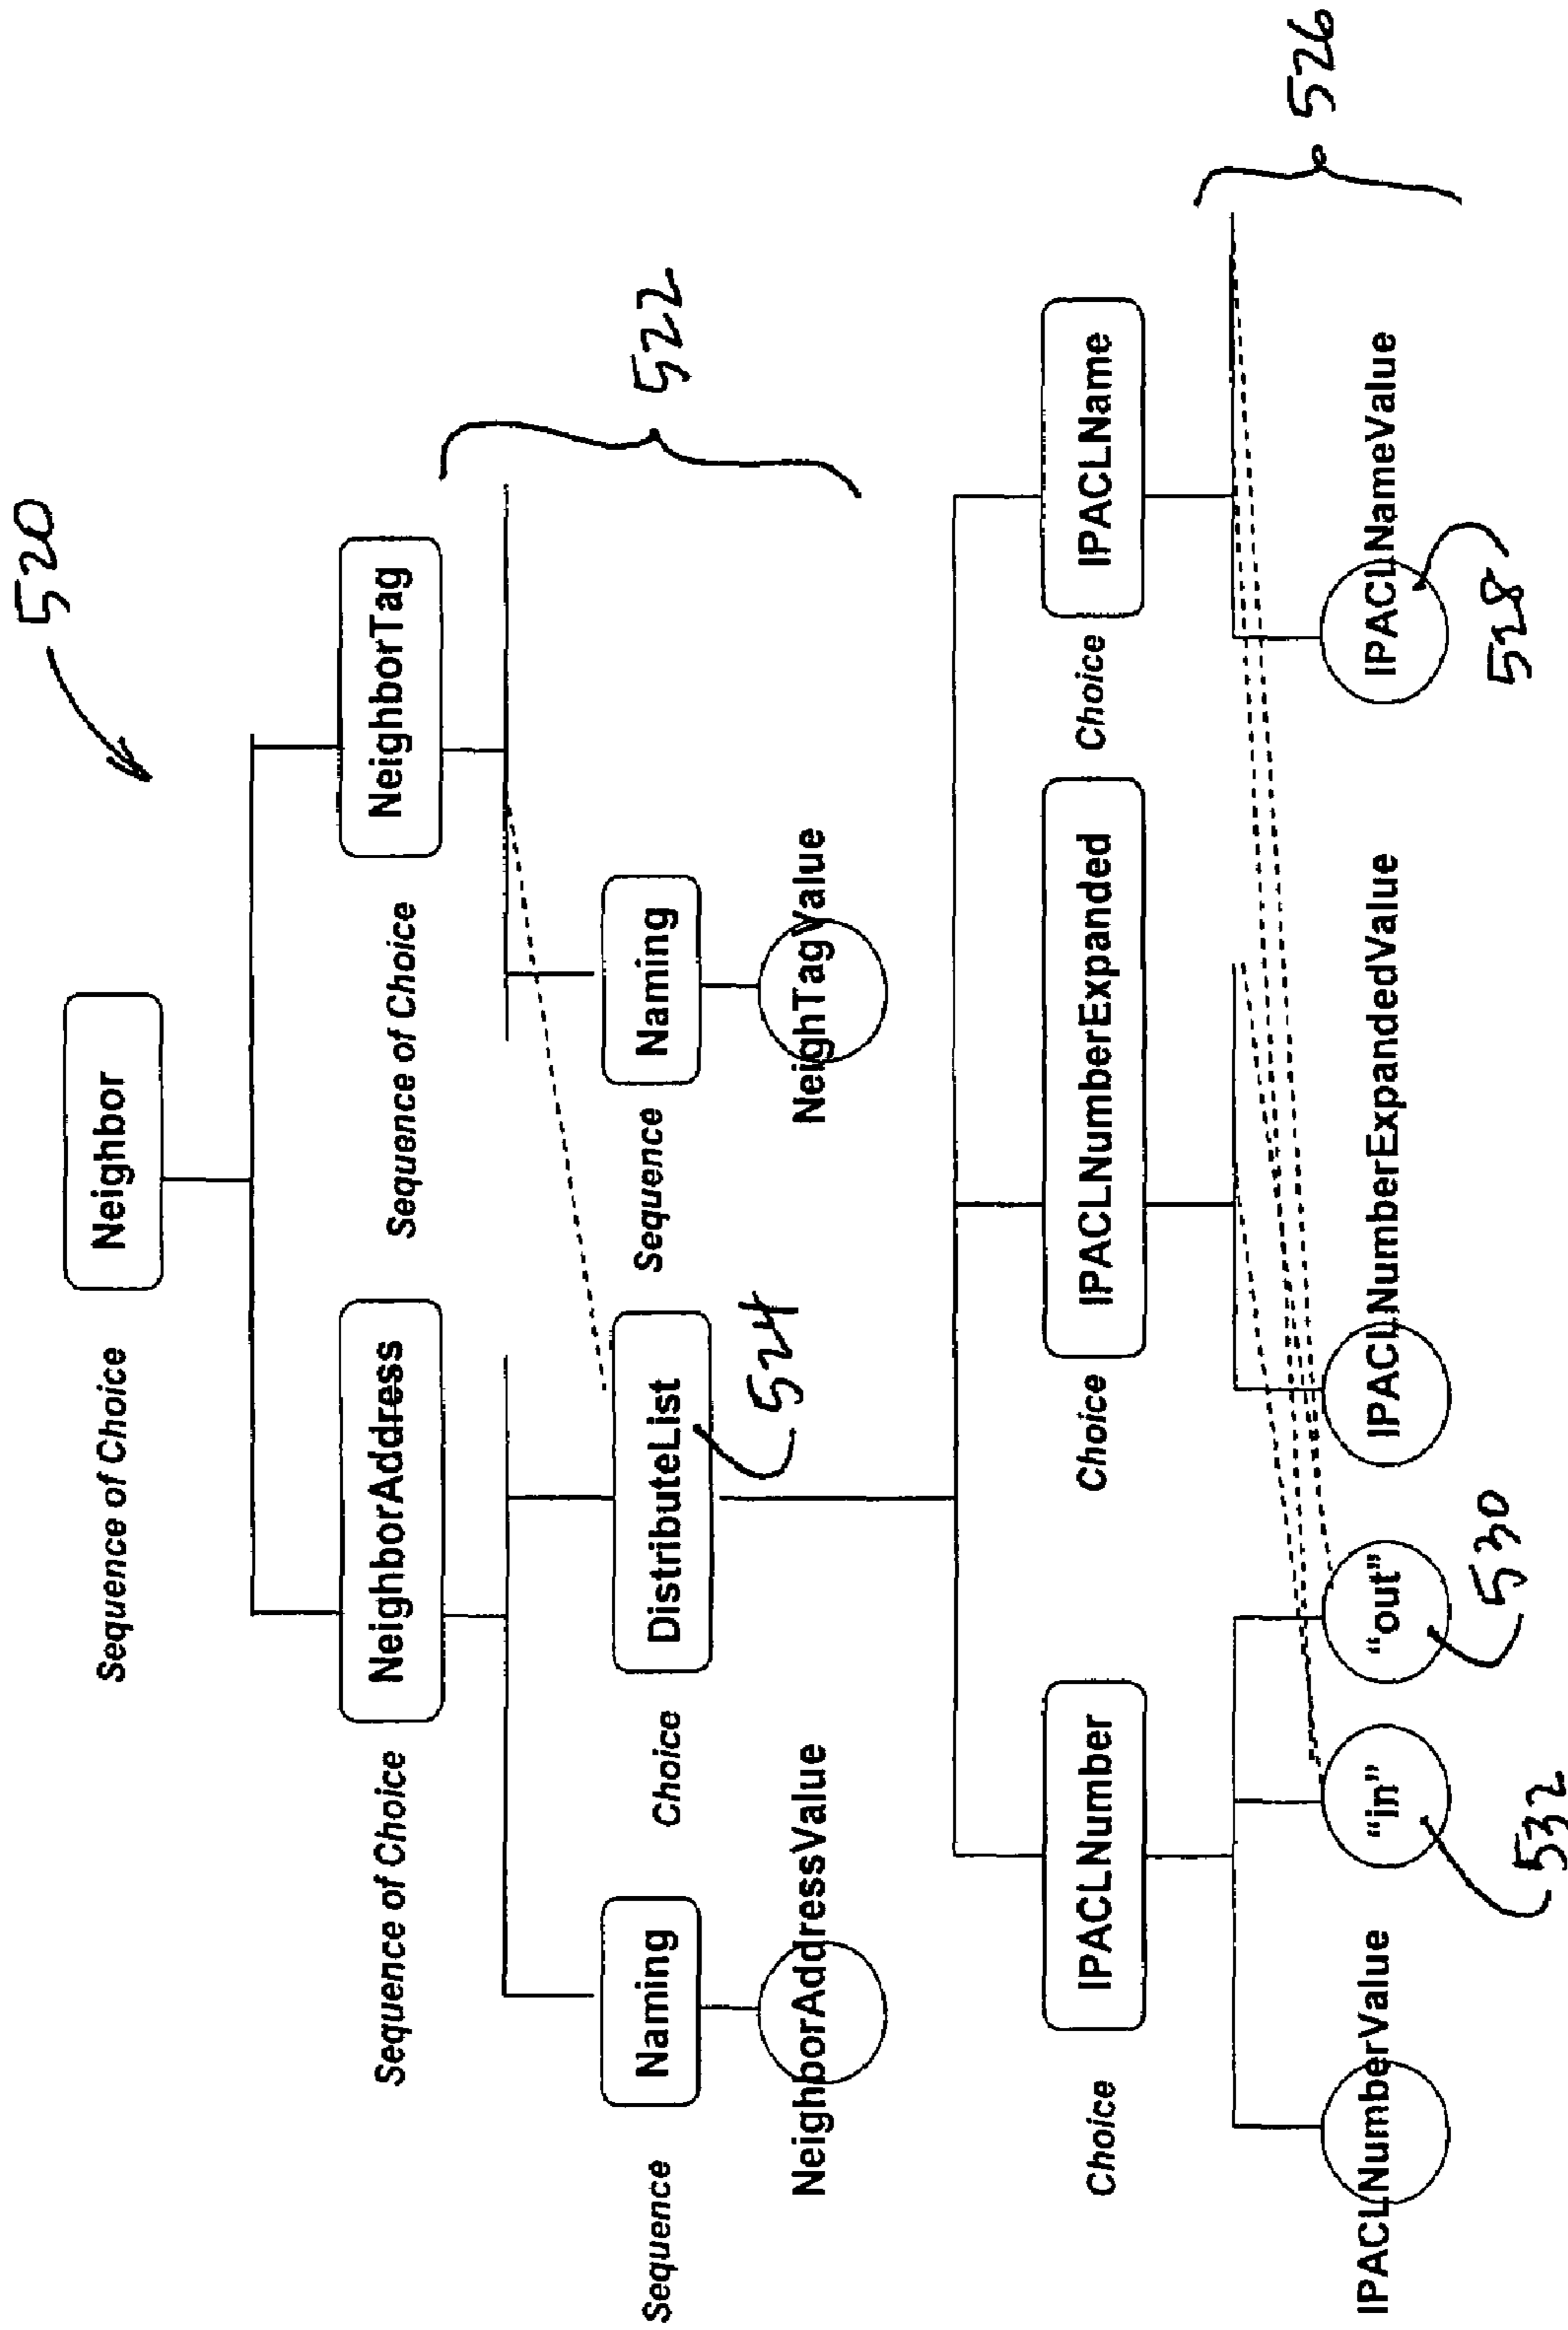 520
Neighbor
Sequence of Choice
NeighborAddress
Sequence of Choice
NeighborTag
Sequence of Choice
522
Naming
Sequence
DistributeList
Choice
524
Naming
Sequence
NeighborAddressValue
NeighTagValue
IPACLNumber
Choice
IPACLNumberExpanded
Choice
IPACLName
Choice
526
IPACLNumberValue
"in"
"out"
IPACLNumberExpandedValue
IPACLNameValue
532
530
528